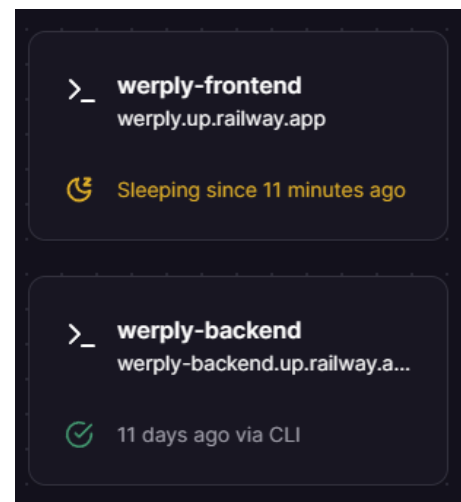 werply-frontend
werply.up.railway.app
Sleeping since 11 minutes ago
werply-backend
werply-backend.up.railway.a...
11 days ago via CLI